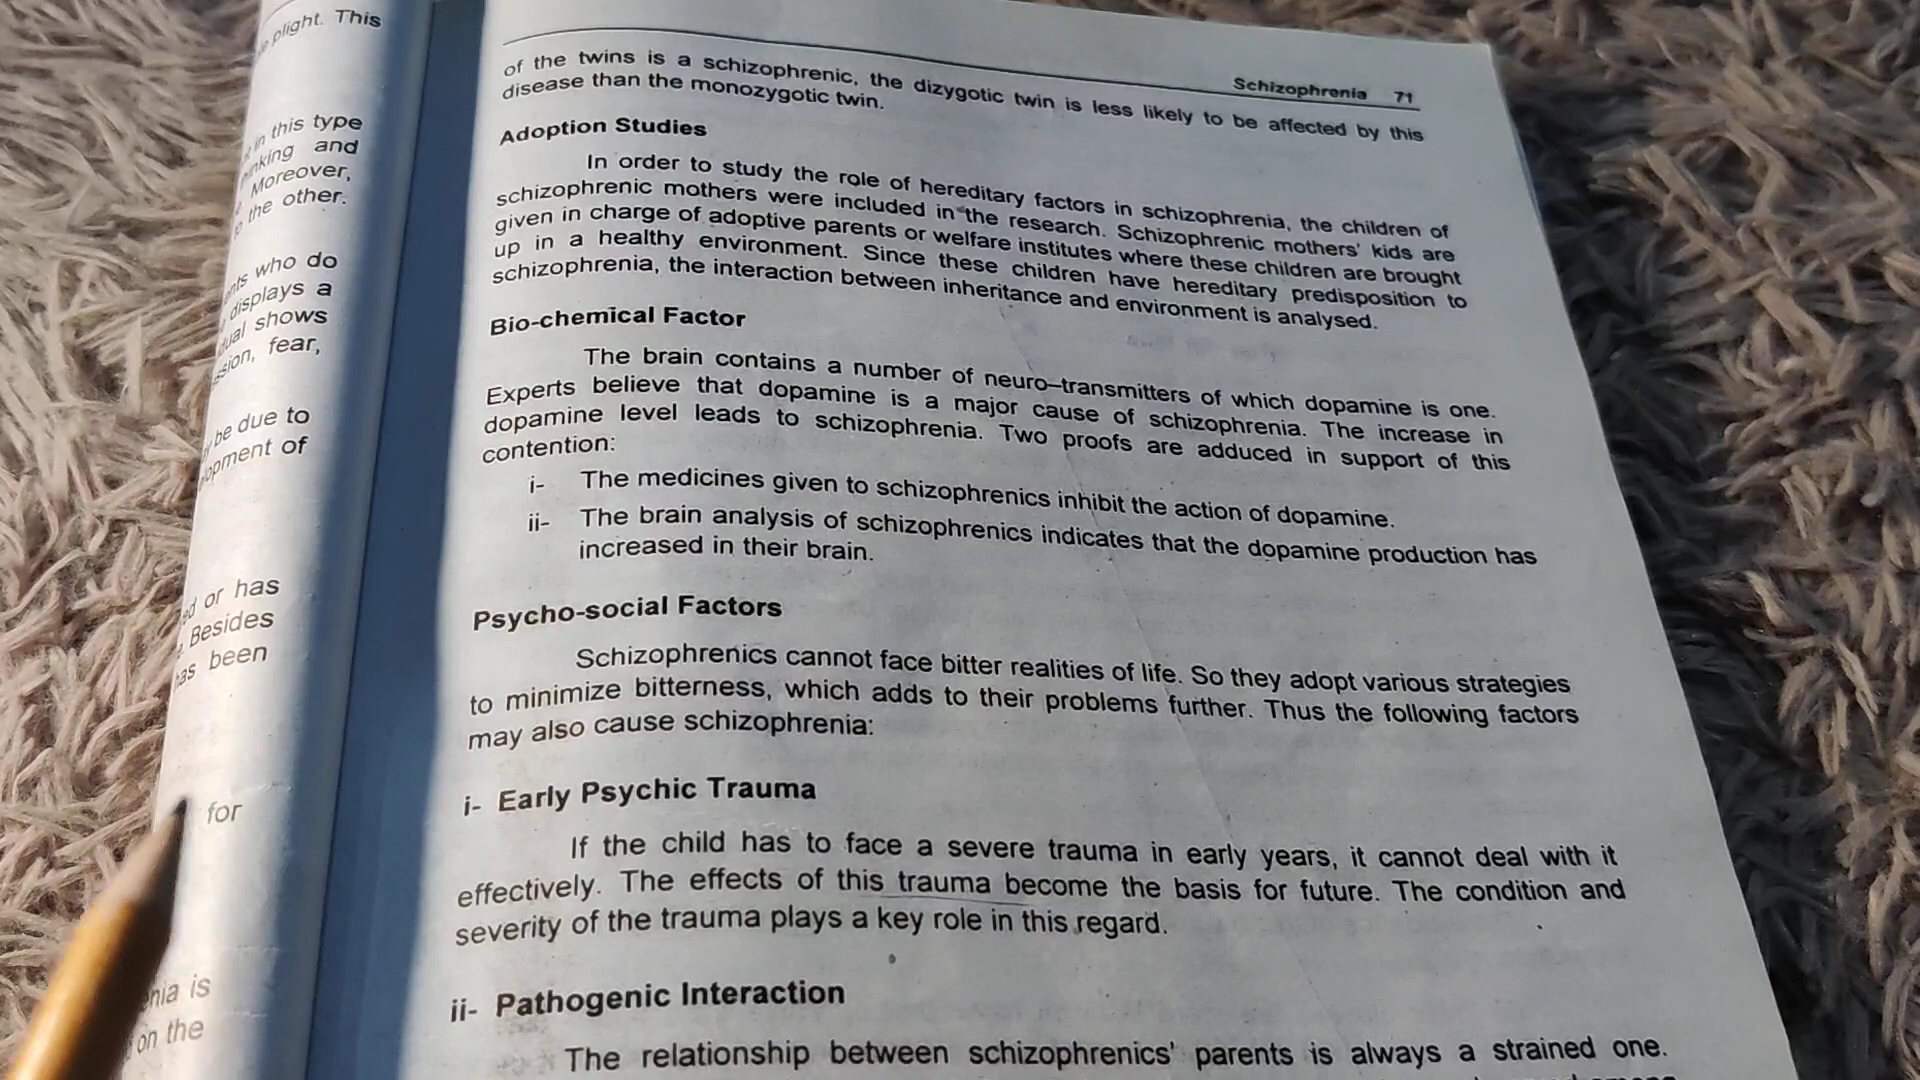 plight. This
in this type
and
Moreover,
the other.
who do
displays a
shows
fear,
be due to
of
or has
Besides
has been
for
is
on the
Schizophrenia 71
of the twins is a schizophrenic, the dizygotic twin is less likely to be affected by this
disease than the monozygotic twin.
Adoption Studies
In order to study the role of hereditary factors in schizophrenia, the children of
schizophrenic mothers were included in the research. Schizophrenic mothers' kids are
given in charge of adoptive parents or welfare institutes where these children are brought
up in a healthy environment. Since these children have hereditary predisposition to
schizophrenia, the interaction between inheritance and environment is analysed.
Bio-chemical Factor
The brain contains a number of neuro–transmitters of which dopamine is one.
Experts believe that dopamine is a major cause of schizophrenia. The increase in
dopamine level leads to schizophrenia. Two proofs are adduced in support of this
contention:
i- The medicines given to schizophrenics inhibit the action of dopamine.
ii- The brain analysis of schizophrenics indicates that the dopamine production has
increased in their brain.
Psycho-social Factors
Schizophrenics cannot face bitter realities of life. So they adopt various strategies
to minimize bitterness, which adds to their problems further. Thus the following factors
may also cause schizophrenia:
i- Early Psychic Trauma
If the child has to face a severe trauma in early years, it cannot deal with it
effectively. The effects of this trauma become the basis for future. The condition and
severity of the trauma plays a key role in this regard.
ii- Pathogenic Interaction
The relationship between schizophrenics' parents is always a strained one.